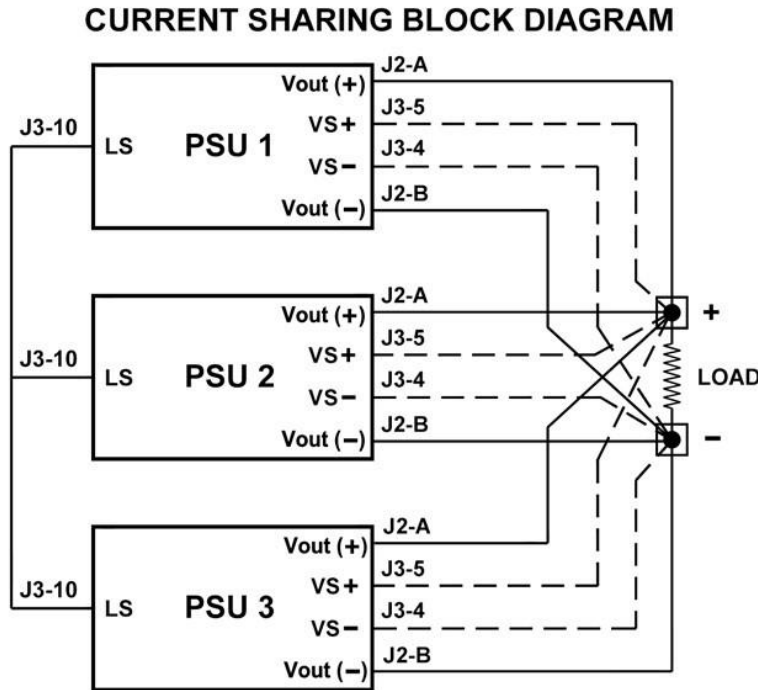 CURRENT SHARING BLOCK DIAGRAM
J2-A
Vout (+)
J3-5
J3-10
VS+
LS
PSU 1
J3-4
VS−
J2-B
Vout (−)
J2-A
Vout (+)
+
J3-5
J3-10
VS+
LS
PSU 2
LOAD
J3-4
VS−
J2-B
Vout (−)
−
J2-A
Vout (+)
J3-5
J3-10
VS+
LS
PSU 3
J3-4
VS−
J2-B
Vout (−)